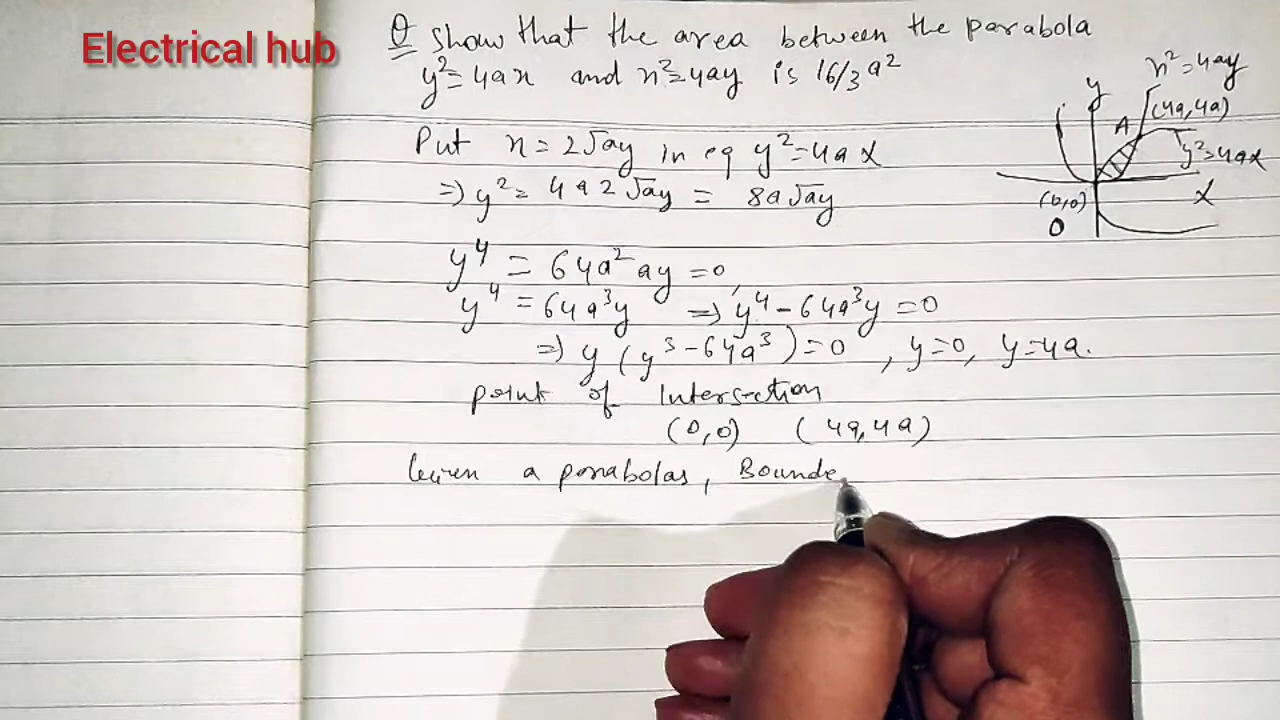 Electrical hub
Q Show that the area between the parabola
y²=4ax and x²=4ay is 16/3 a²
x²=4ay
y
(4a,4a)
A
y²=4ax
(0,0)
X
O
Put x = 2√ay in eq y²=4ax
=) y² = 4a 2√ay = 8a√ay
y⁴ = 64a² ay = 0,
y⁴ = 64a³y =) y⁴ - 64a³y = 0
=) y (y³ - 64a³) = 0 , y=0, y=4a.
point of Intersection
(0,0) (4a,4a)
Given a parabolas, Bounde